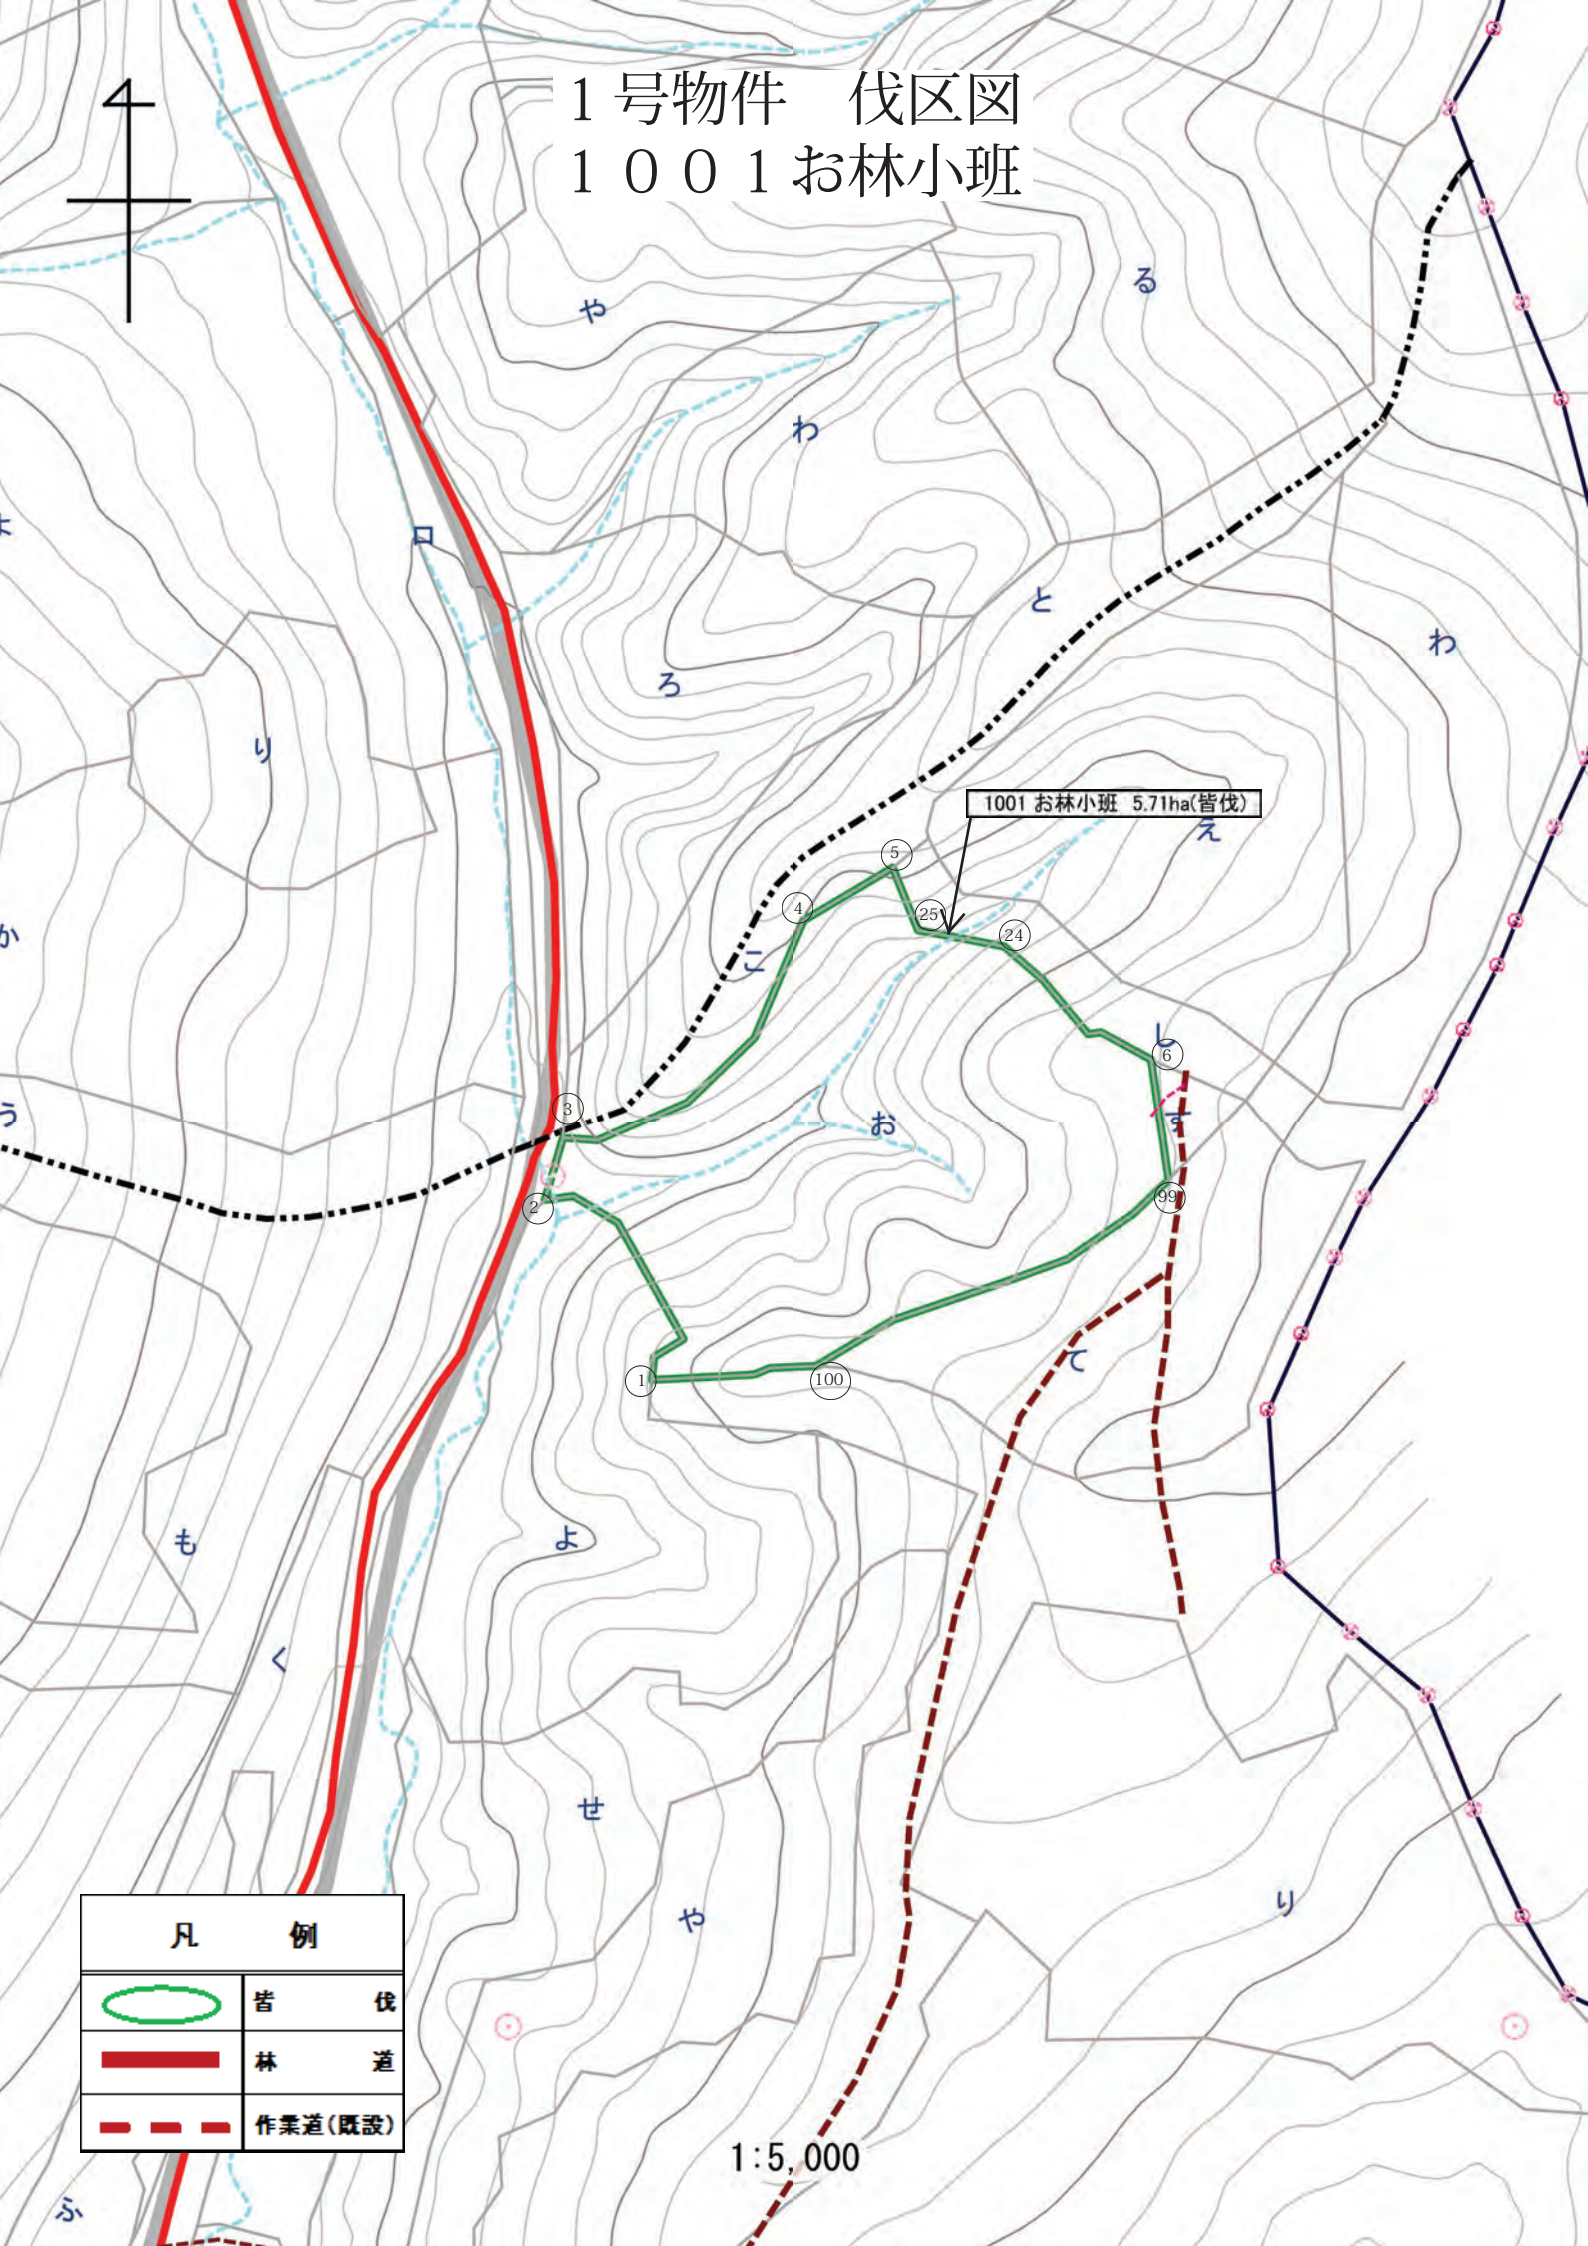 1号物件　伐区図
１００１お林小班
る
や
わ
よ
ロ
と
わ
ろ
り
1001 お林小班 5.71ha(皆伐)
え
5
4
25
24
か
こ
し
6
3
う
す
お
99
2
て
1
100
も
よ
く
せ
り
や
凡　例
皆　伐
林　道
作業道(既設)
1:5,000
ふ